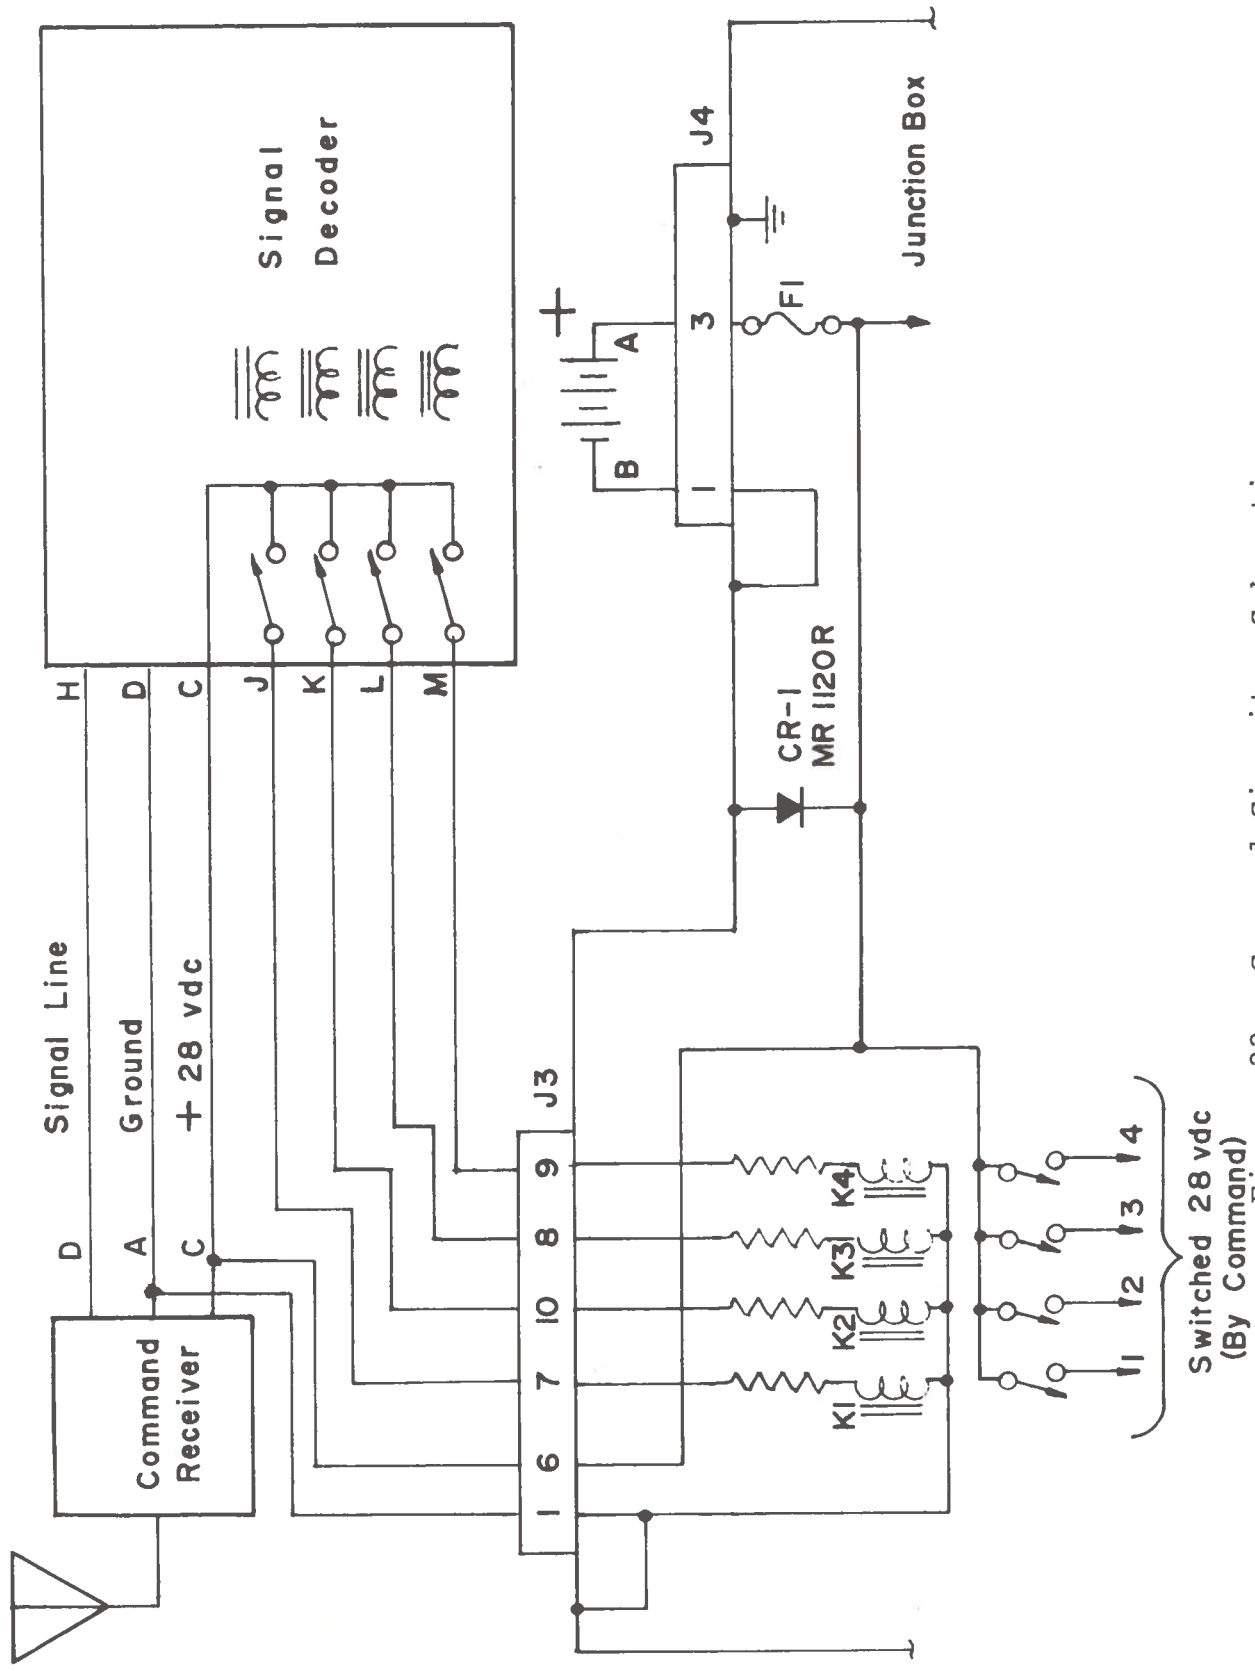 Command
Receiver
D
A
C
Signal Line
Ground
+ 28 vdc
H
D
C
J
K
L
M
Signal
Decoder
1
6
7
10
8
9
J3
B
A
+
1
3
J4
F1
CR-1
MR 1120R
Junction Box
K1
K2
K3
K4
1
2
3
4
Switched 28 vdc
(By Command)